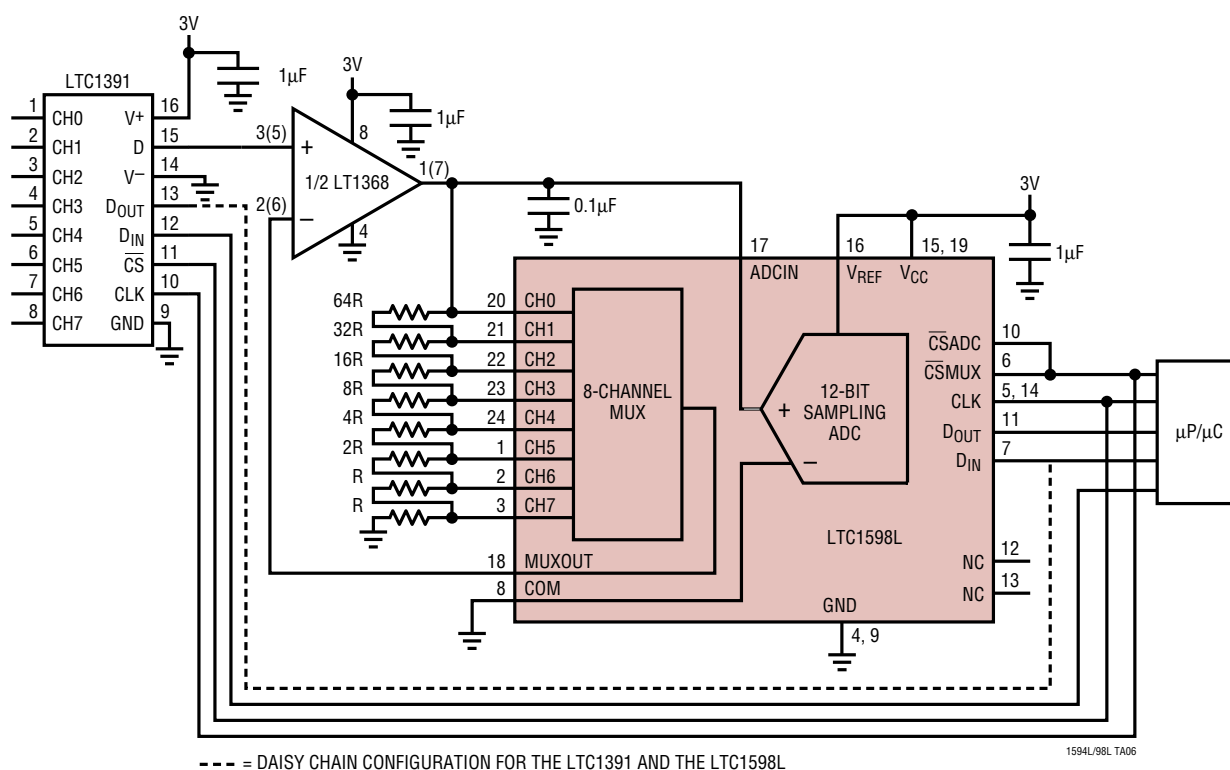 3V
1µF
LTC1391
1 CH0 V+ 16
2 CH1 D 15
3 CH2 V− 14
4 CH3 DOUT 13
5 CH4 DIN 12
6 CH5 CS 11
7 CH6 CLK 10
8 CH7 GND 9
3V
1µF
8
3(5)
+
1/2 LT1368
1(7)
2(6)
−
4
0.1µF
3V
1µF
17
ADCIN
16
VREF
15, 19
VCC
64R 20 CH0
32R 21 CH1
16R 22 CH2
8R 23 CH3
4R 24 CH4
2R 1 CH5
R 2 CH6
R 3 CH7
8-CHANNEL
MUX
+
12-BIT
SAMPLING
ADC
−
CSADC 10
CSMUX 6
CLK 5, 14
DOUT 11
DIN 7
µP/µC
LTC1598L
NC 12
NC 13
18 MUXOUT
8 COM
GND
4, 9
1594L/98L TA06
= DAISY CHAIN CONFIGURATION FOR THE LTC1391 AND THE LTC1598L